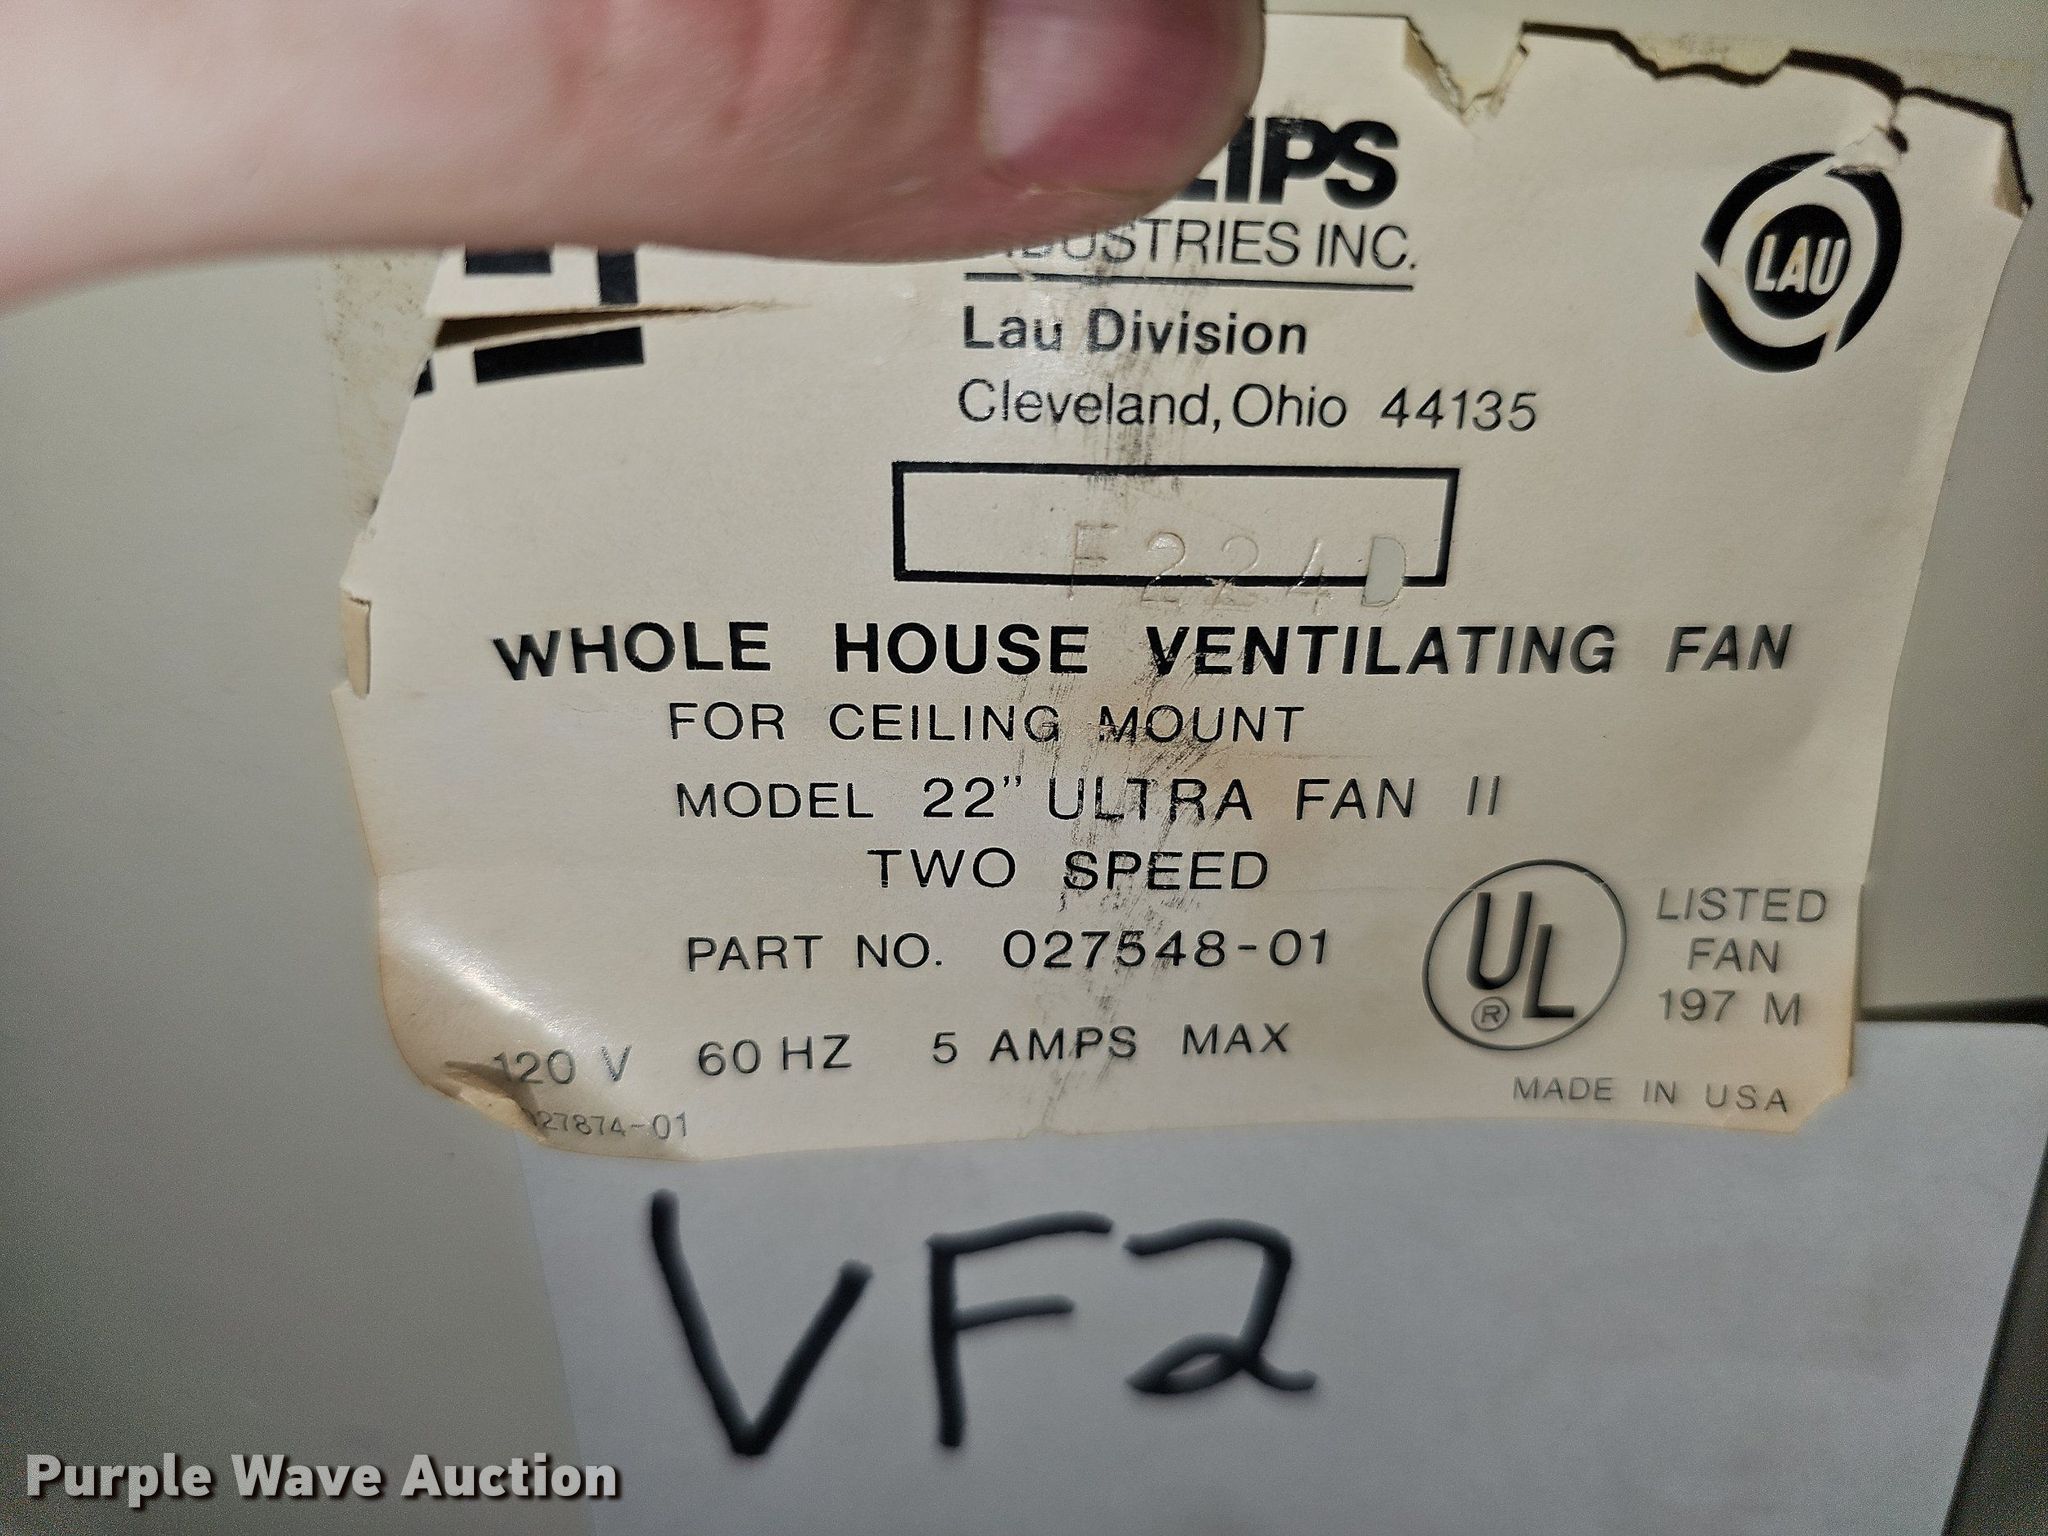 LIPS
INDUSTRIES INC.
LAU
Lau Division
Cleveland, Ohio 44135
F224D
WHOLE HOUSE VENTILATING FAN
FOR CEILING MOUNT
MODEL 22" ULTRA FAN II
TWO SPEED
PART NO. 027548-01
120 V 60 HZ 5 AMPS MAX
UL ®
LISTED
FAN
197 M
MADE IN USA
027874-01
VF2
Purple Wave Auction